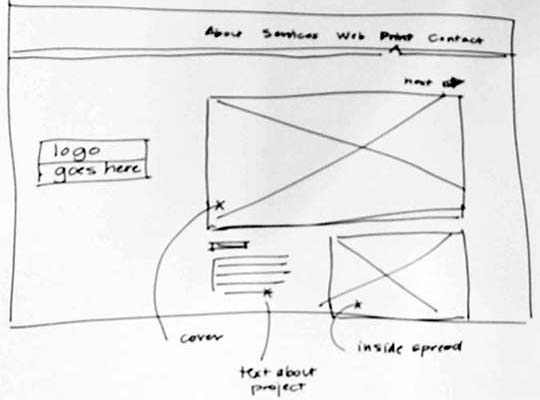 About Services Web Print Contact
next
logo
goes here
cover
text about
project
inside spread